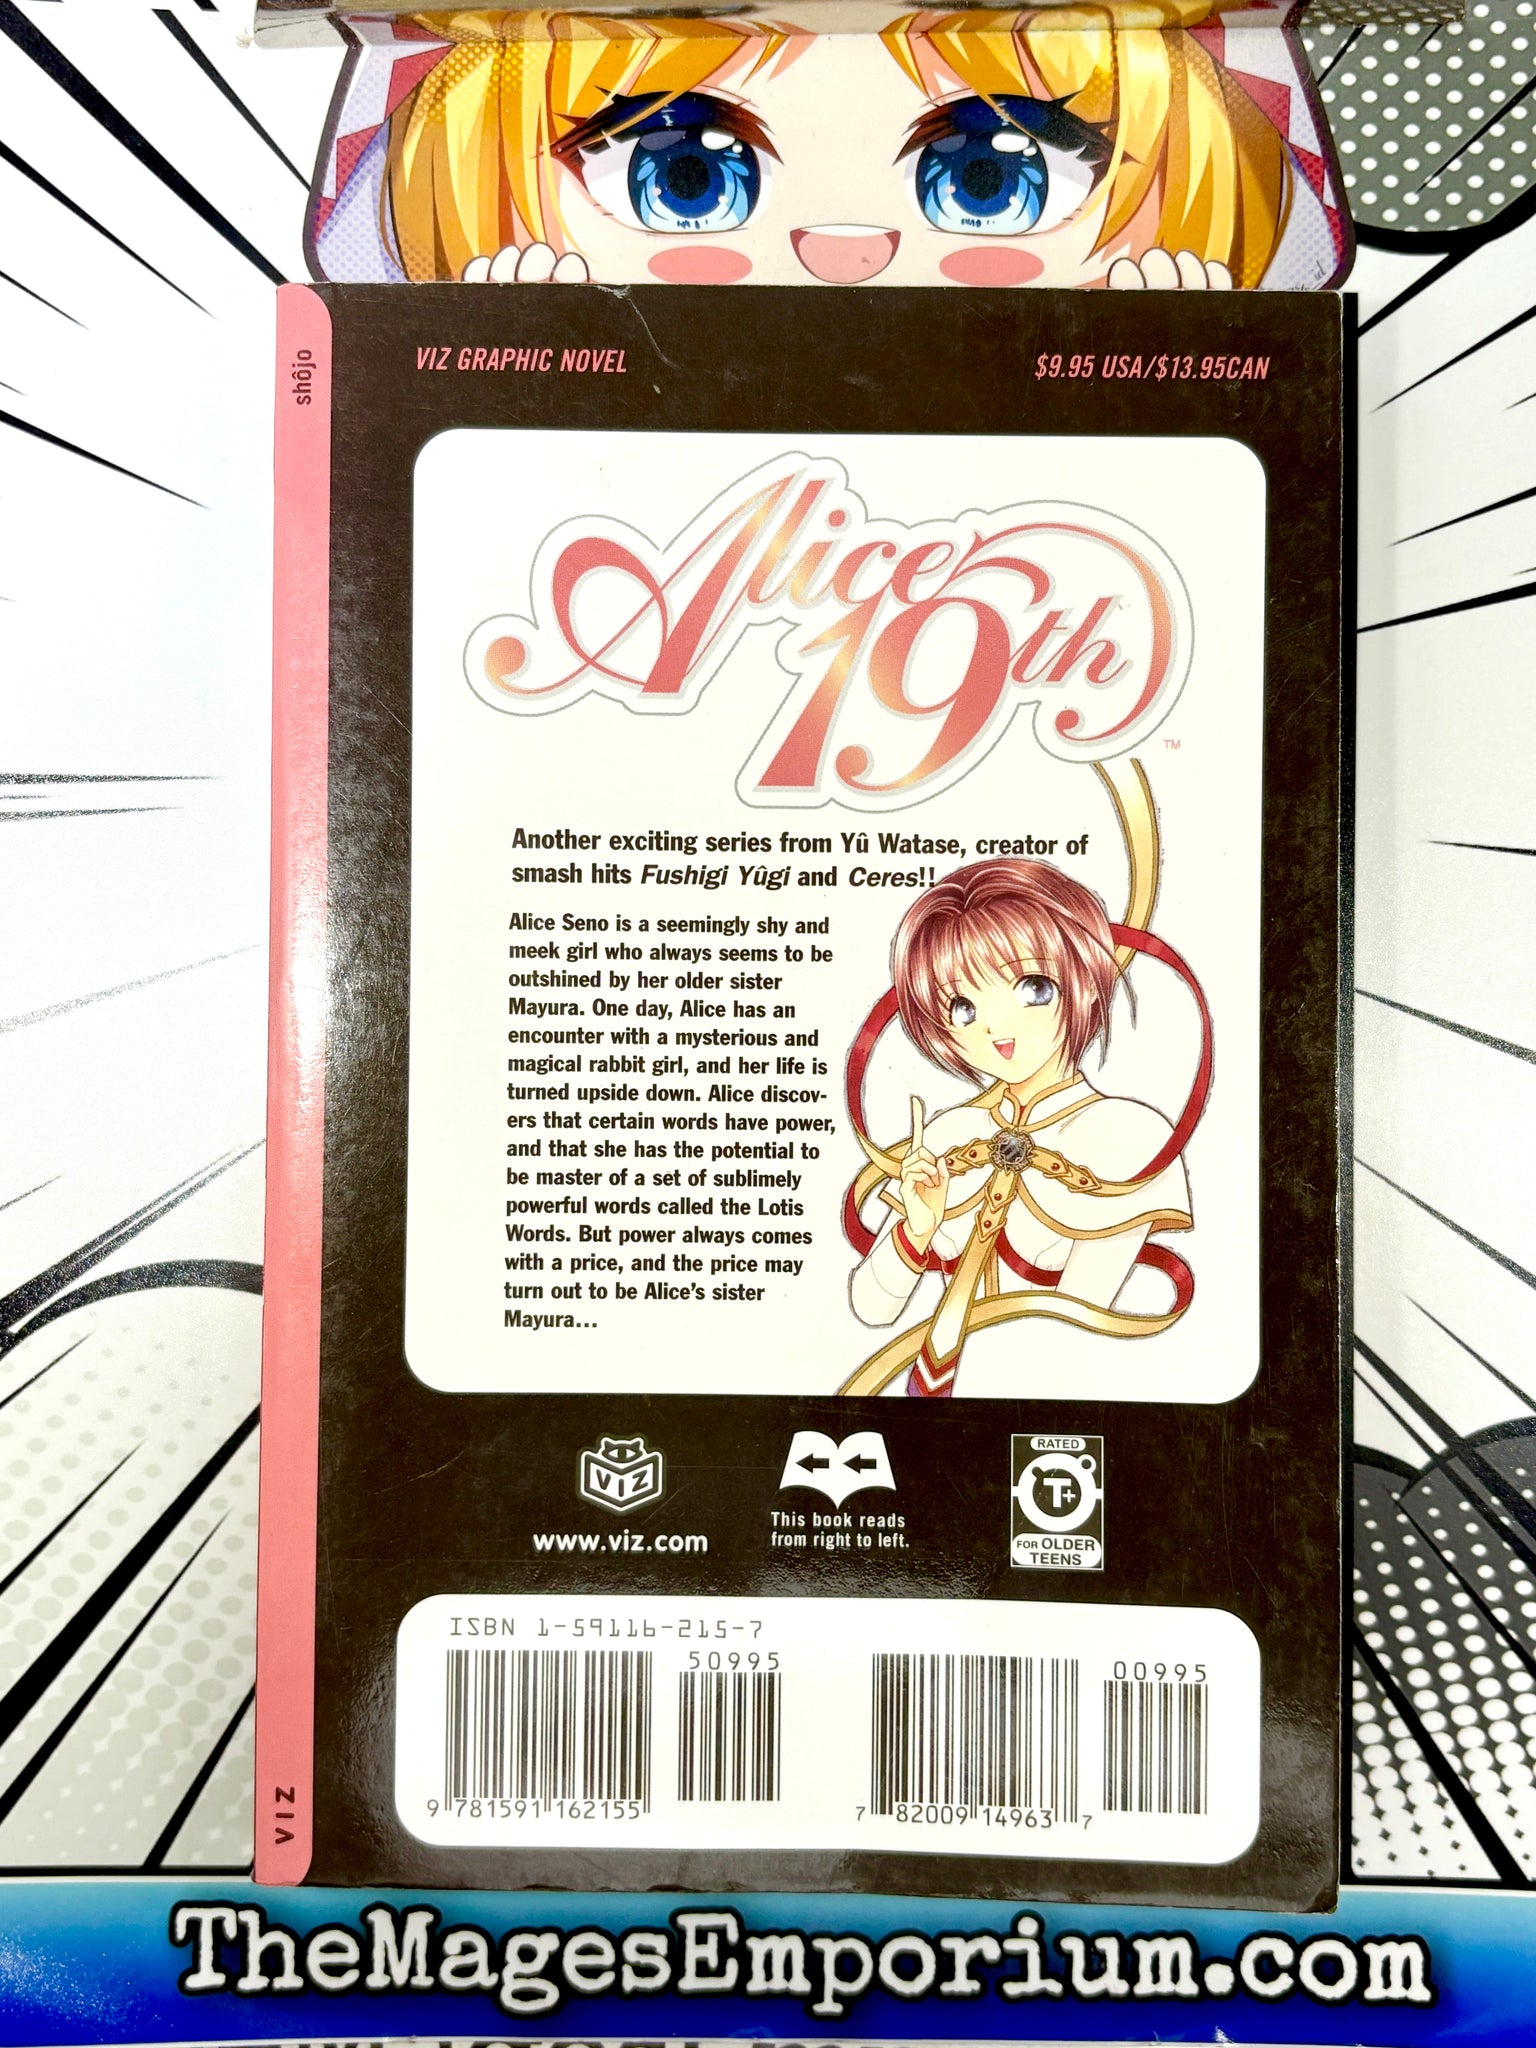 shôjo
VIZ GRAPHIC NOVEL
$9.95 USA/$13.95CAN
Alice
19th
TM
Another exciting series from Yû Watase, creator of
smash hits Fushigi Yûgi and Ceres!!
Alice Seno is a seemingly shy and
meek girl who always seems to be
outshined by her older sister
Mayura. One day, Alice has an
encounter with a mysterious and
magical rabbit girl, and her life is
turned upside down. Alice discov-
ers that certain words have power,
and that she has the potential to
be master of a set of sublimely
powerful words called the Lotis
Words. But power always comes
with a price, and the price may
turn out to be Alice's sister
Mayura...
VIZ
www.viz.com
This book reads
from right to left.
RATED
T+
FOR OLDER
TEENS
ISBN 1-59116-215-7
50995
9 781591 162155
00995
7 82009 14963 7
VIZ
TheMagesEmporium.com